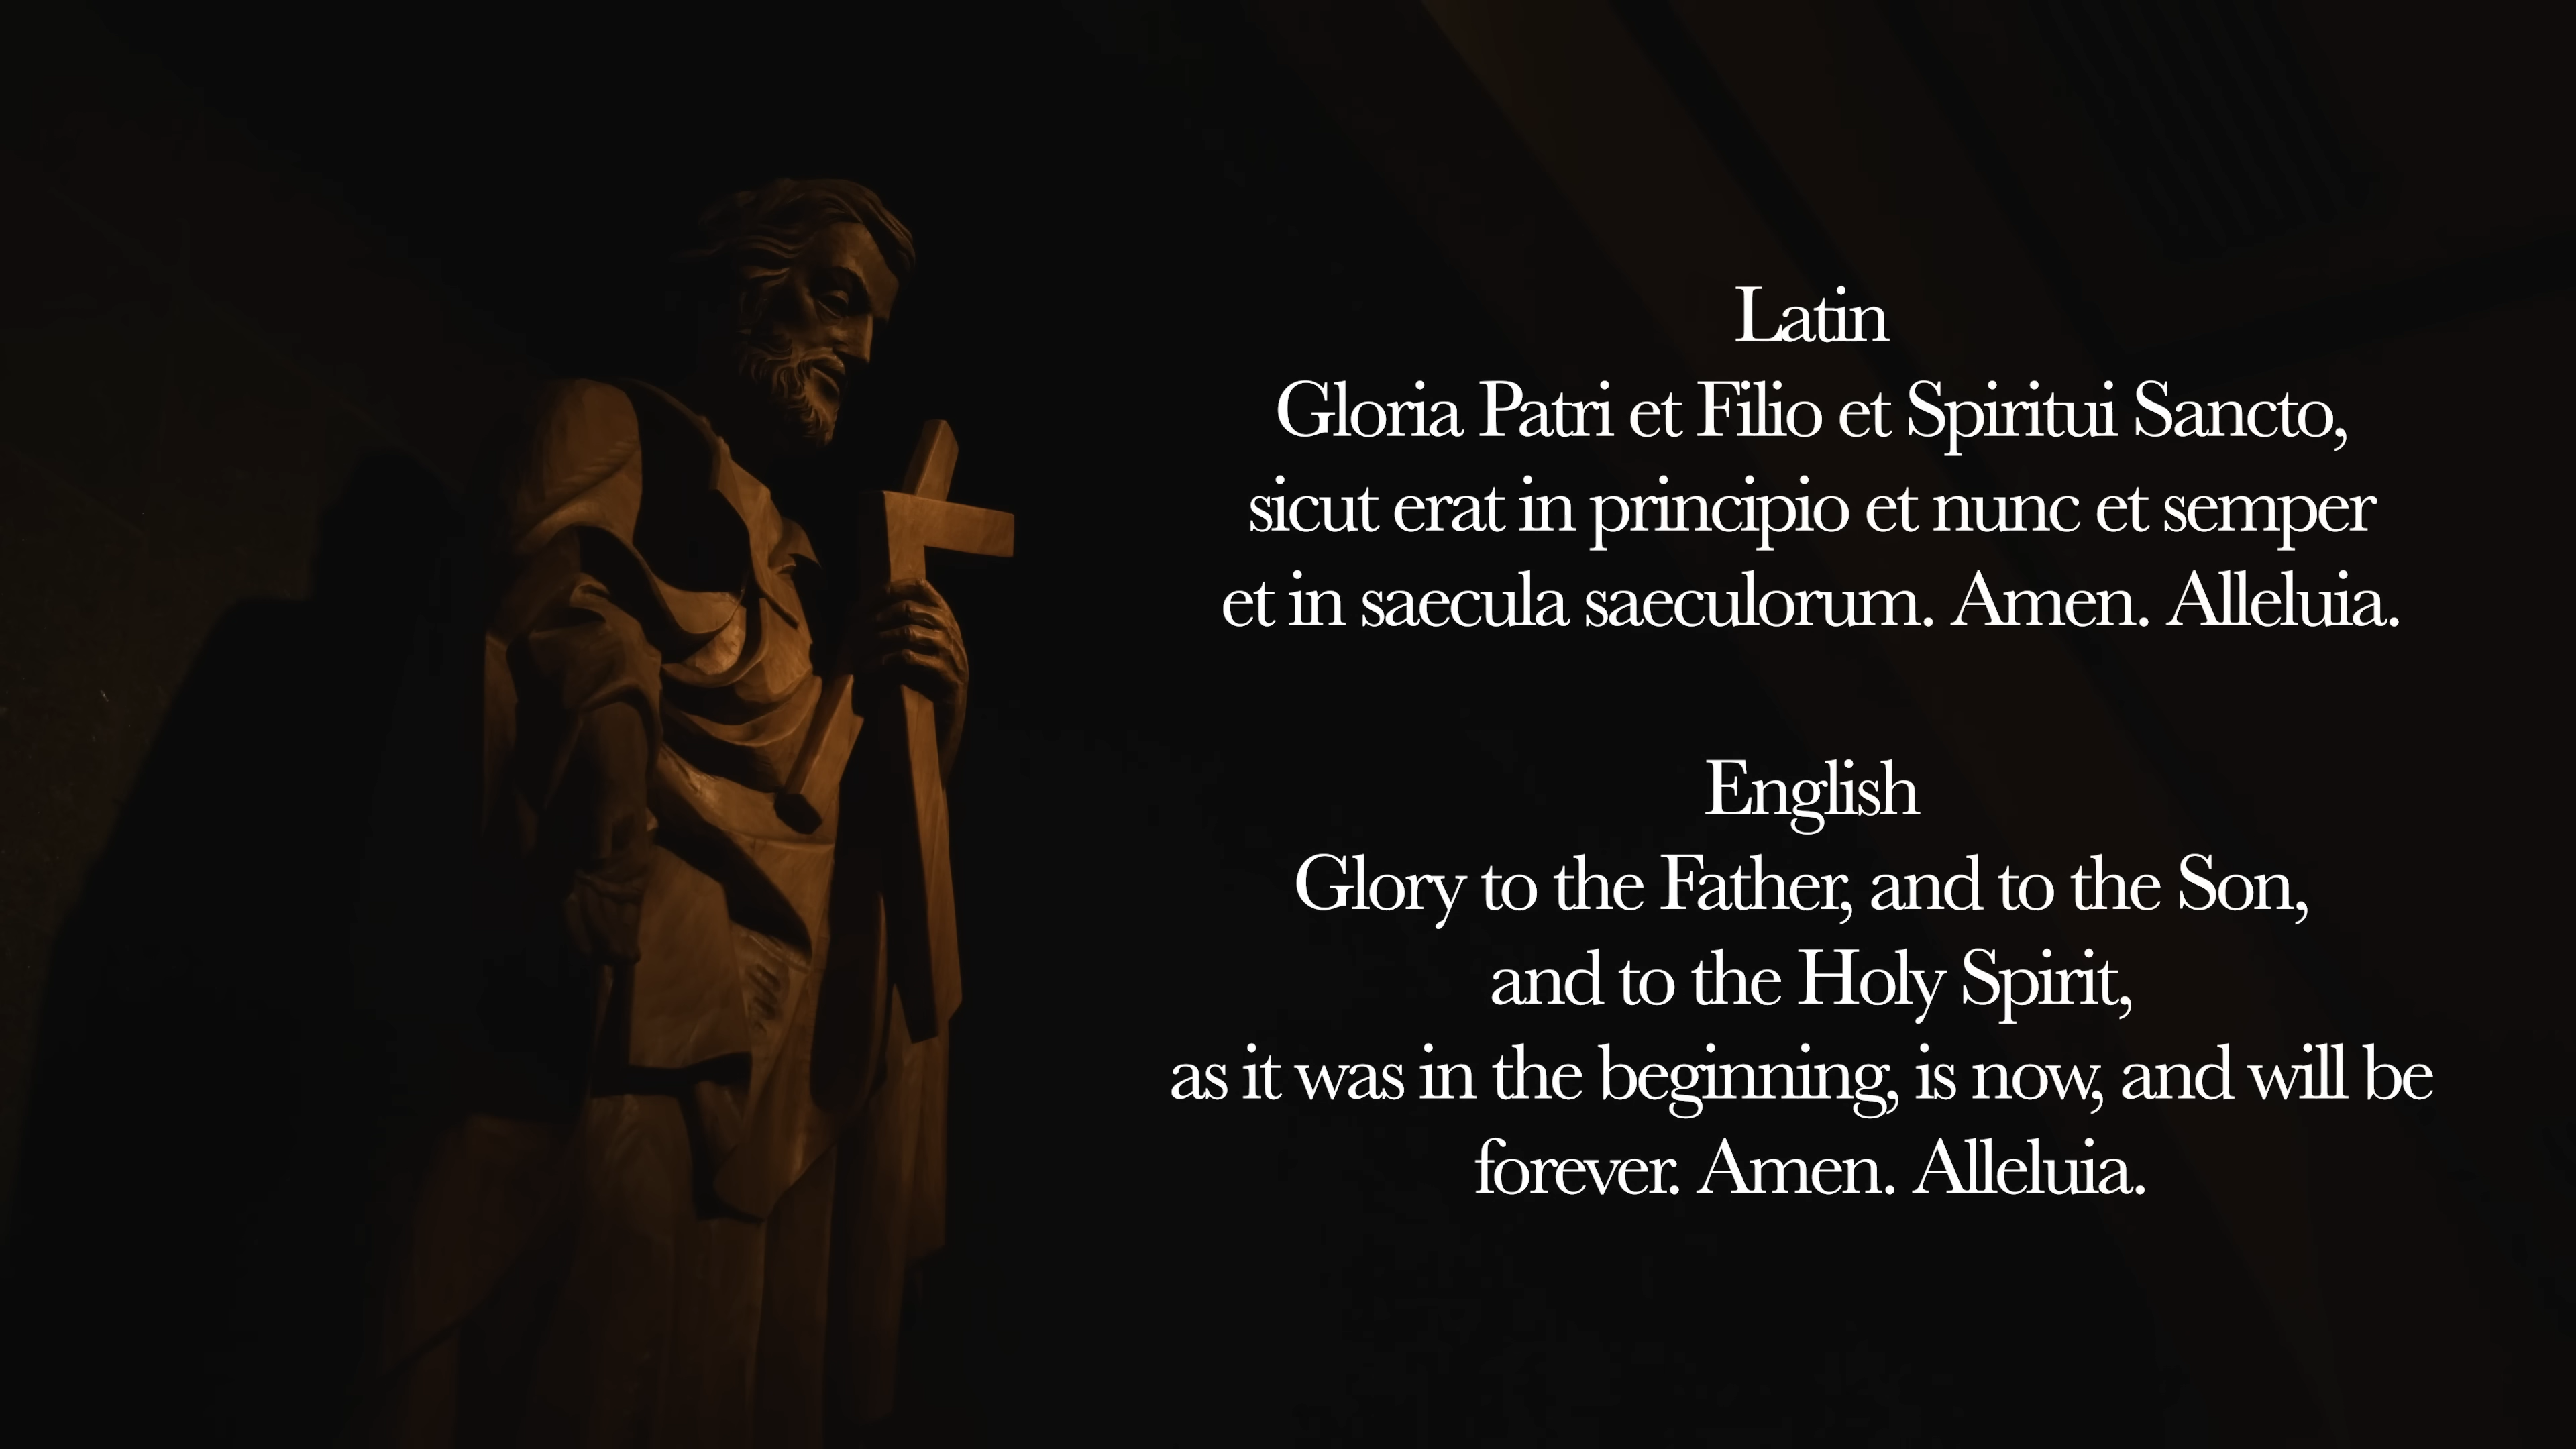 Latin
Gloria Patri et Filio et Spiritui Sancto,
sicut erat in principio et nunc et semper
et in saecula saeculorum. Amen. Alleluia.
English
Glory to the Father, and to the Son,
and to the Holy Spirit,
as it was in the beginning, is now, and will be
forever. Amen. Alleluia.